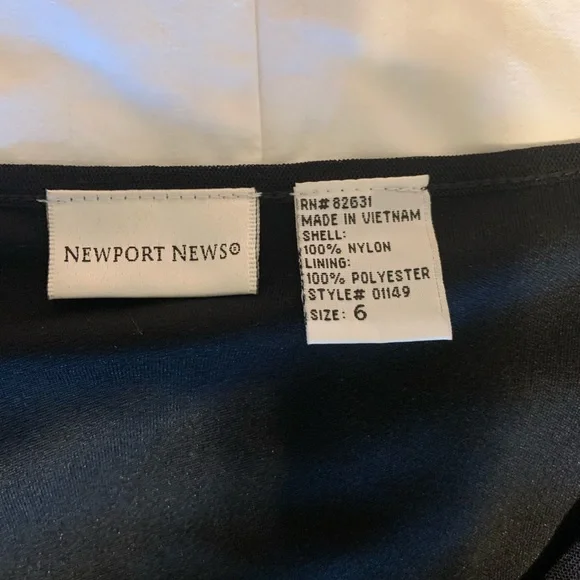 NEWPORT NEWS®
RN# 82631
MADE IN VIETNAM
SHELL:
100% NYLON
LINING:
100% POLYESTER
STYLE# 01149
SIZE: 6